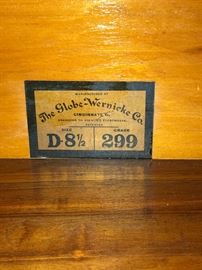 MANUFACTURED BY
The Globe-Wernicke Co.
CINCINNATI, O.
SIZE GRADE
D-8½ 299